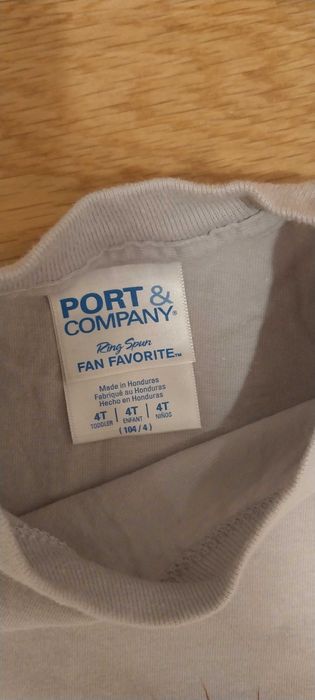 PORT &
COMPANY®
Ring Spun
FAN FAVORITE™
Made in Honduras
Fabriqué au Honduras
Hecho en Honduras
4T | 4T | 4T
TODDLER | ENFANT | NIÑOS
(104/4)